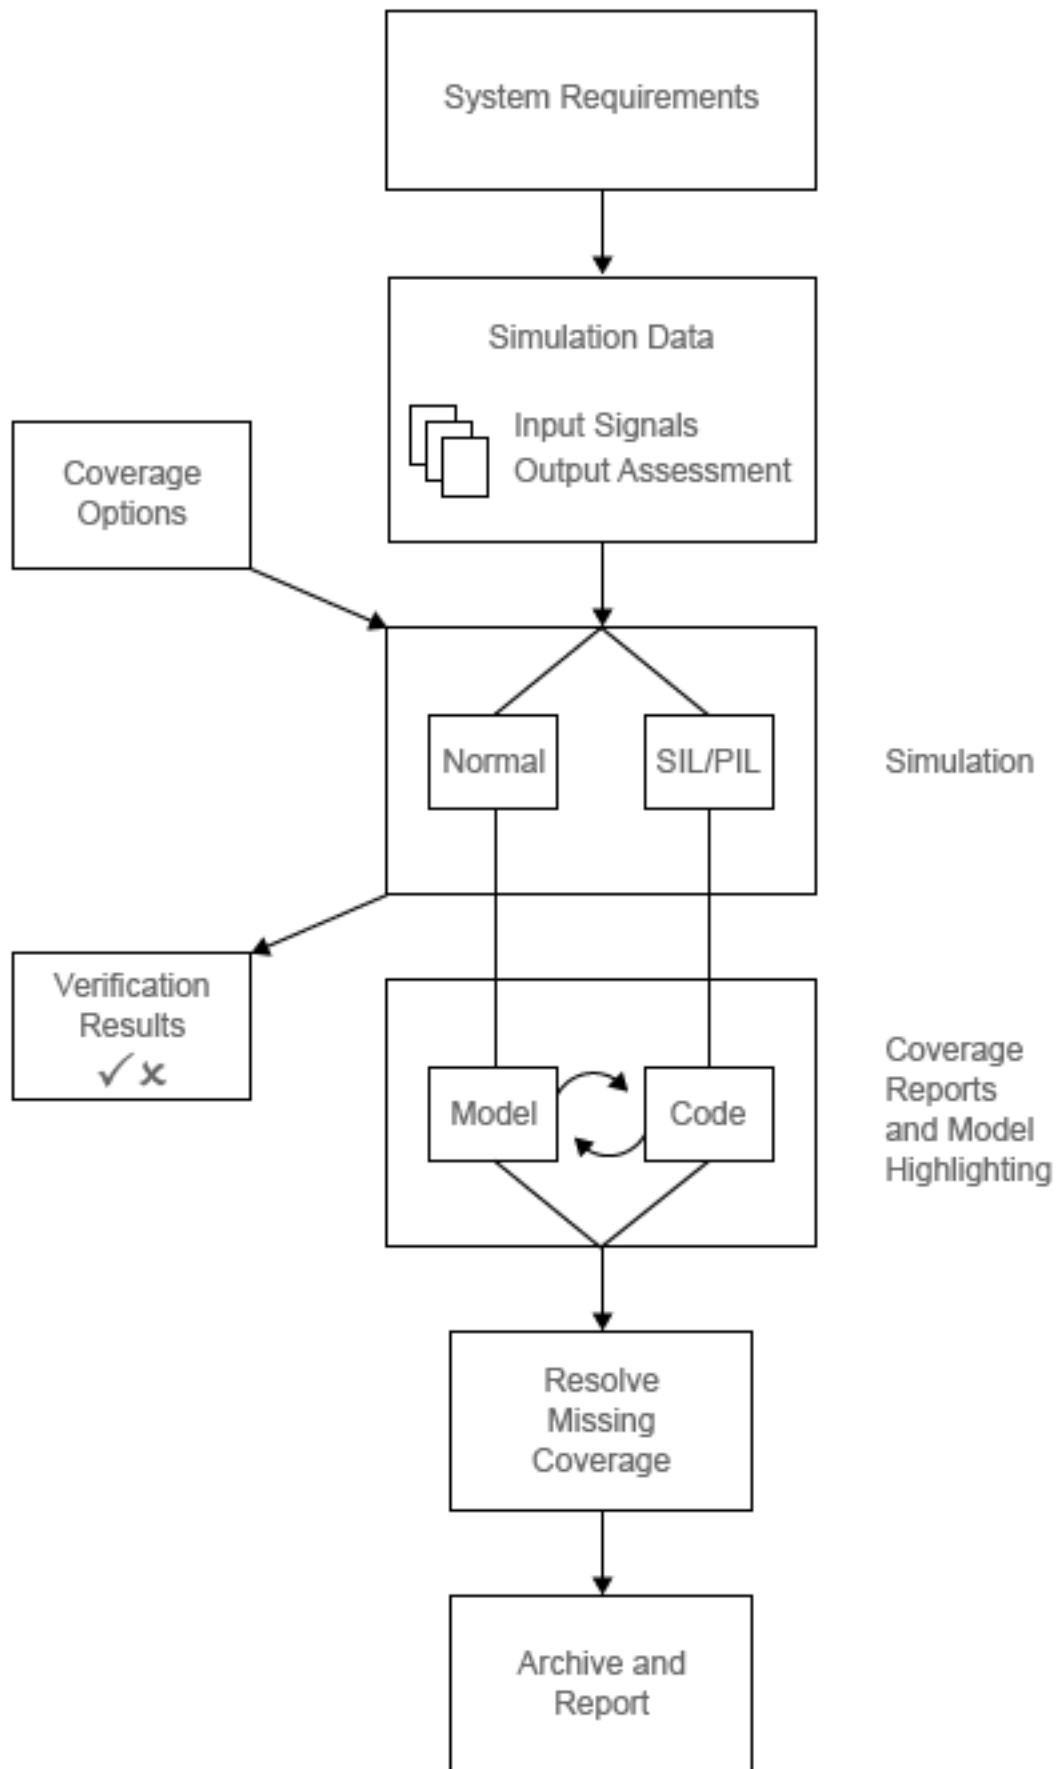 System Requirements
Simulation Data
Input Signals
Output Assessment
Coverage
Options
Normal
SIL/PIL
Simulation
Verification
Results
Model
Code
Coverage
Reports
and Model
Highlighting
Resolve
Missing
Coverage
Archive and
Report